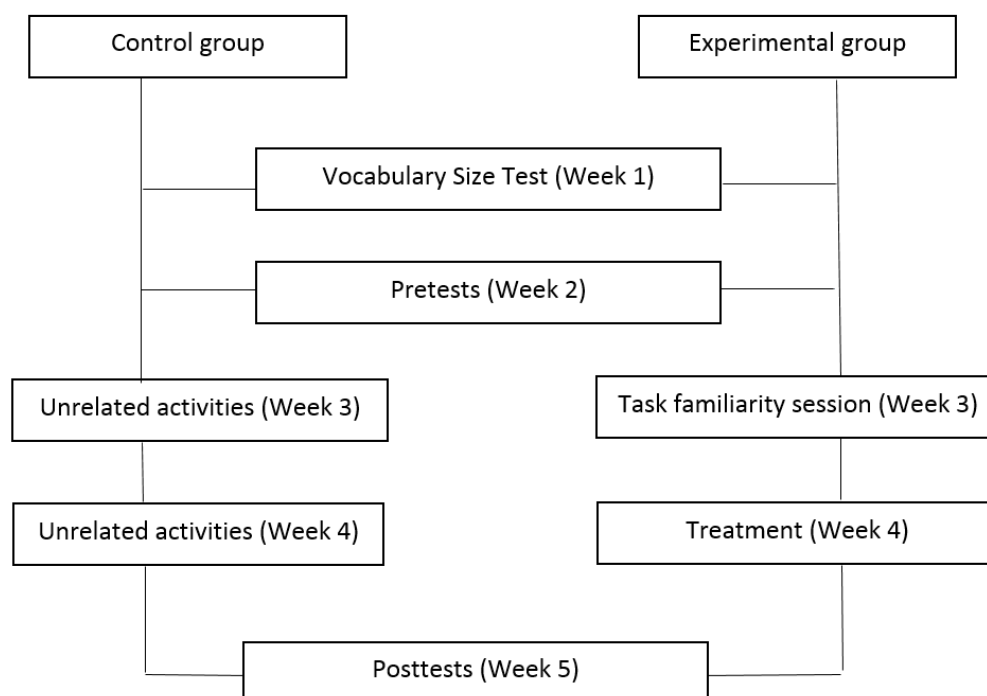 Control group
Experimental group
Vocabulary Size Test (Week 1)
Pretests (Week 2)
Unrelated activities (Week 3)
Task familiarity session (Week 3)
Unrelated activities (Week 4)
Treatment (Week 4)
Posttests (Week 5)